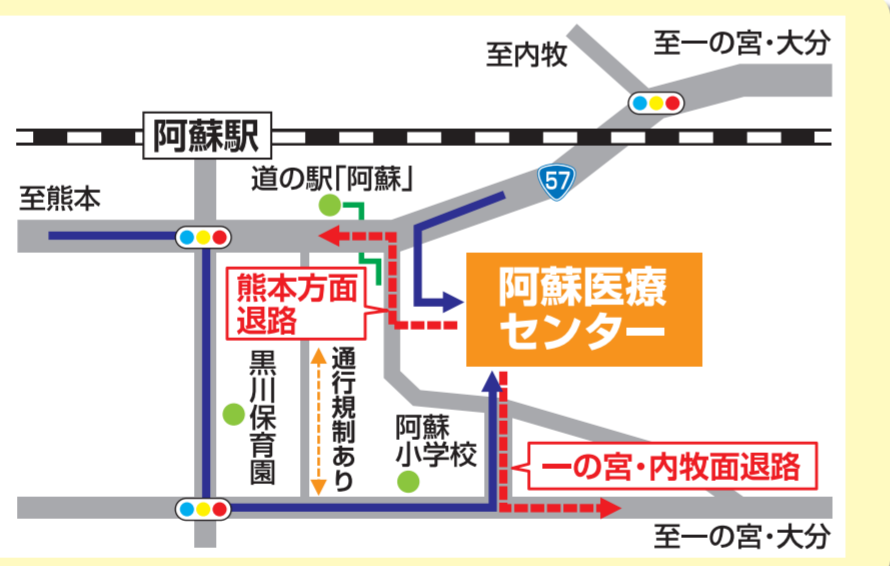 至内牧
至一の宮・大分
阿蘇駅
道の駅「阿蘇」
57
至熊本
熊本方面
退路
阿蘇医療
センター
黒川保育園
通行規制あり
阿蘇
小学校
一の宮・内牧面退路
至一の宮・大分